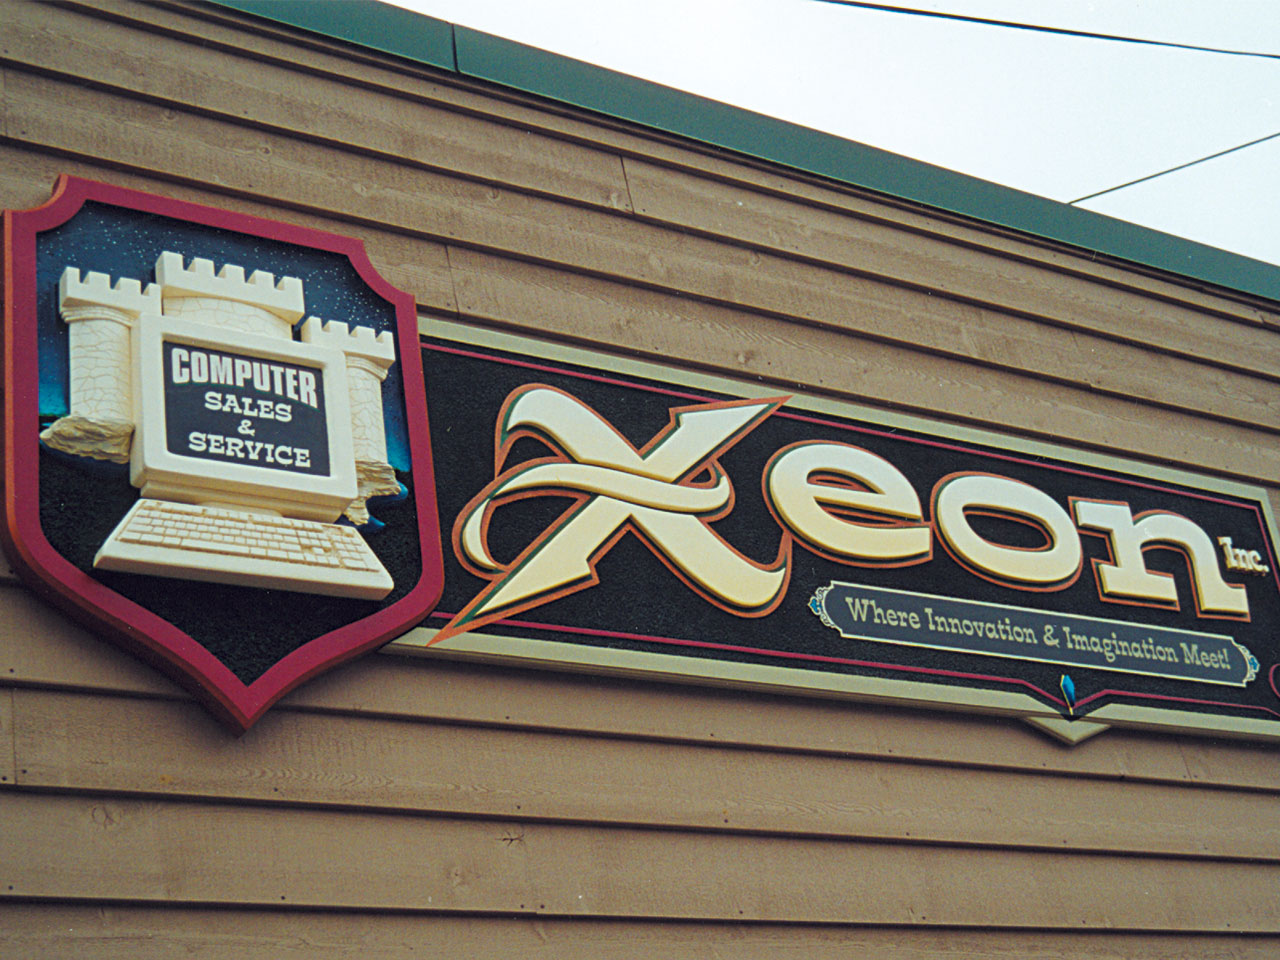 COMPUTER
SALES
&
SERVICE
Xeon Inc.
Where Innovation & Imagination Meet!